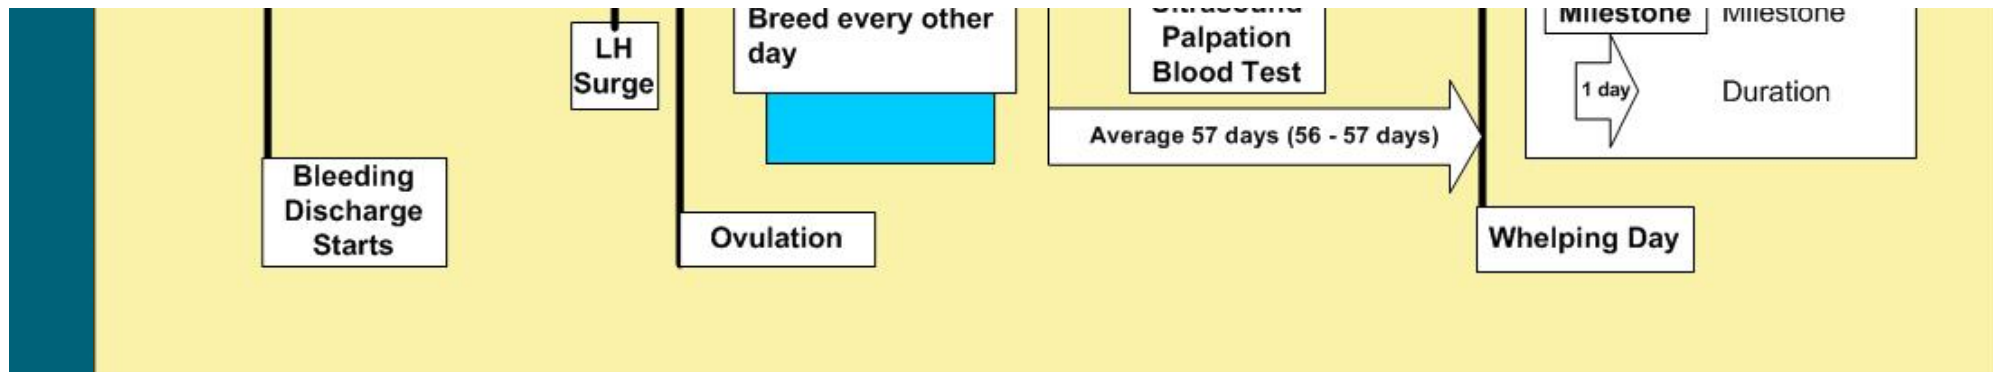 Breed every other
day
LH
Surge
Ultrasound
Palpation
Blood Test
Milestone
Milestone
1 day
Duration
Average 57 days (56 - 57 days)
Bleeding
Discharge
Starts
Ovulation
Whelping Day